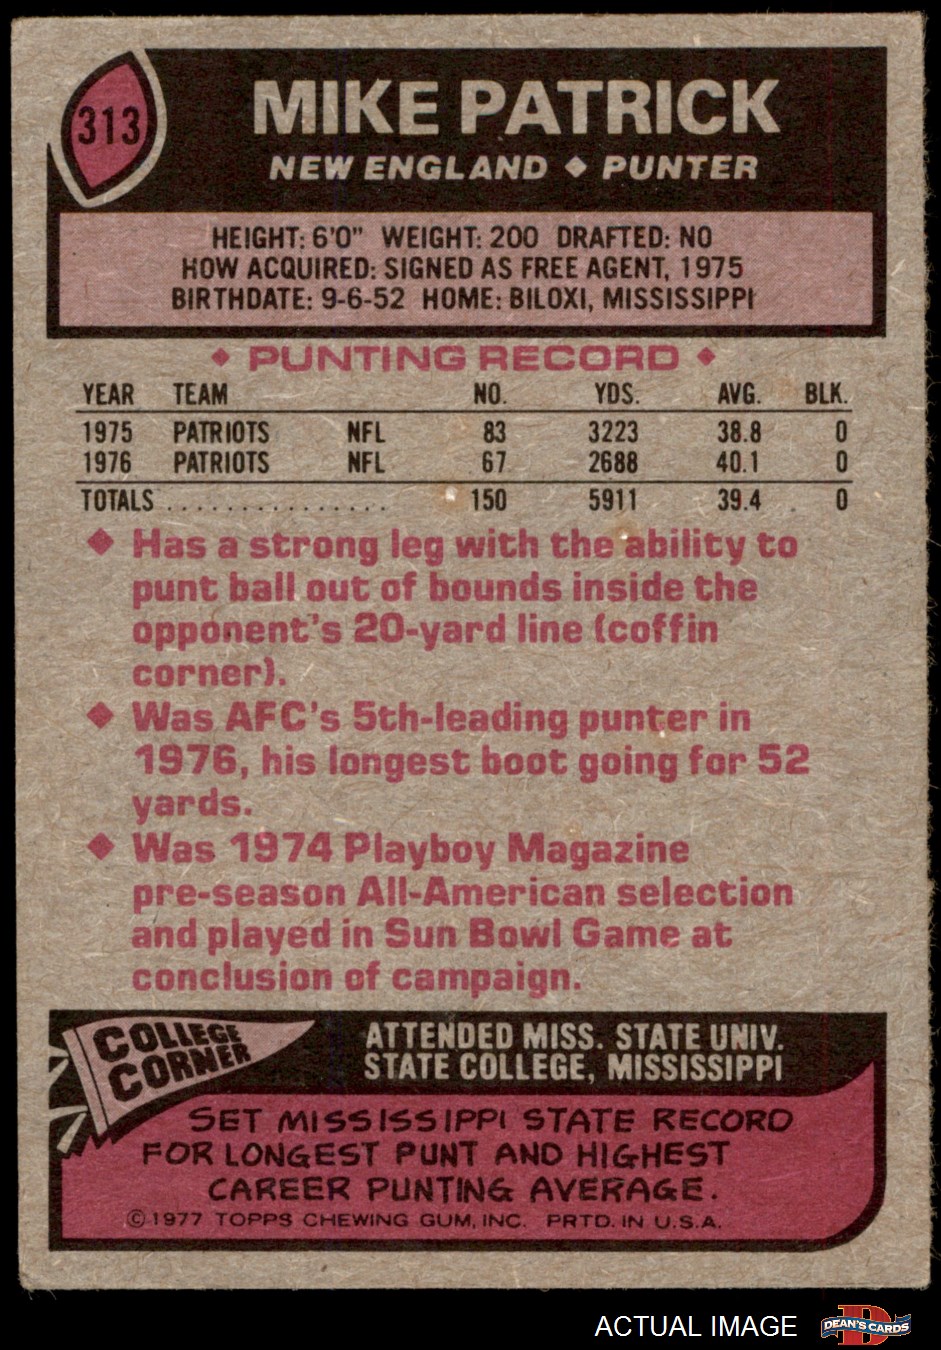 313
MIKE PATRICK
NEW ENGLAND ◆ PUNTER
HEIGHT: 6'0" WEIGHT: 200 DRAFTED: NO
HOW ACQUIRED: SIGNED AS FREE AGENT, 1975
BIRTHDATE: 9-6-52 HOME: BILOXI, MISSISSIPPI
◆ PUNTING RECORD ◆
YEAR TEAM NO. YDS. AVG. BLK.
1975 PATRIOTS NFL 83 3223 38.8 0
1976 PATRIOTS NFL 67 2688 40.1 0
TOTALS . . . . . . . . . . . . . . . 150 5911 39.4 0
◆ Has a strong leg with the ability to
punt ball out of bounds inside the
opponent's 20-yard line (coffin
corner).
◆ Was AFC's 5th-leading punter in
1976, his longest boot going for 52
yards.
◆ Was 1974 Playboy Magazine
pre-season All-American selection
and played in Sun Bowl Game at
conclusion of campaign.
COLLEGE
CORNER
ATTENDED MISS. STATE UNIV.
STATE COLLEGE, MISSISSIPPI
SET MISSISSIPPI STATE RECORD
FOR LONGEST PUNT AND HIGHEST
CAREER PUNTING AVERAGE.
© 1977 TOPPS CHEWING GUM, INC. PRTD. IN U.S.A.
ACTUAL IMAGE
D
DEAN'S CARDS